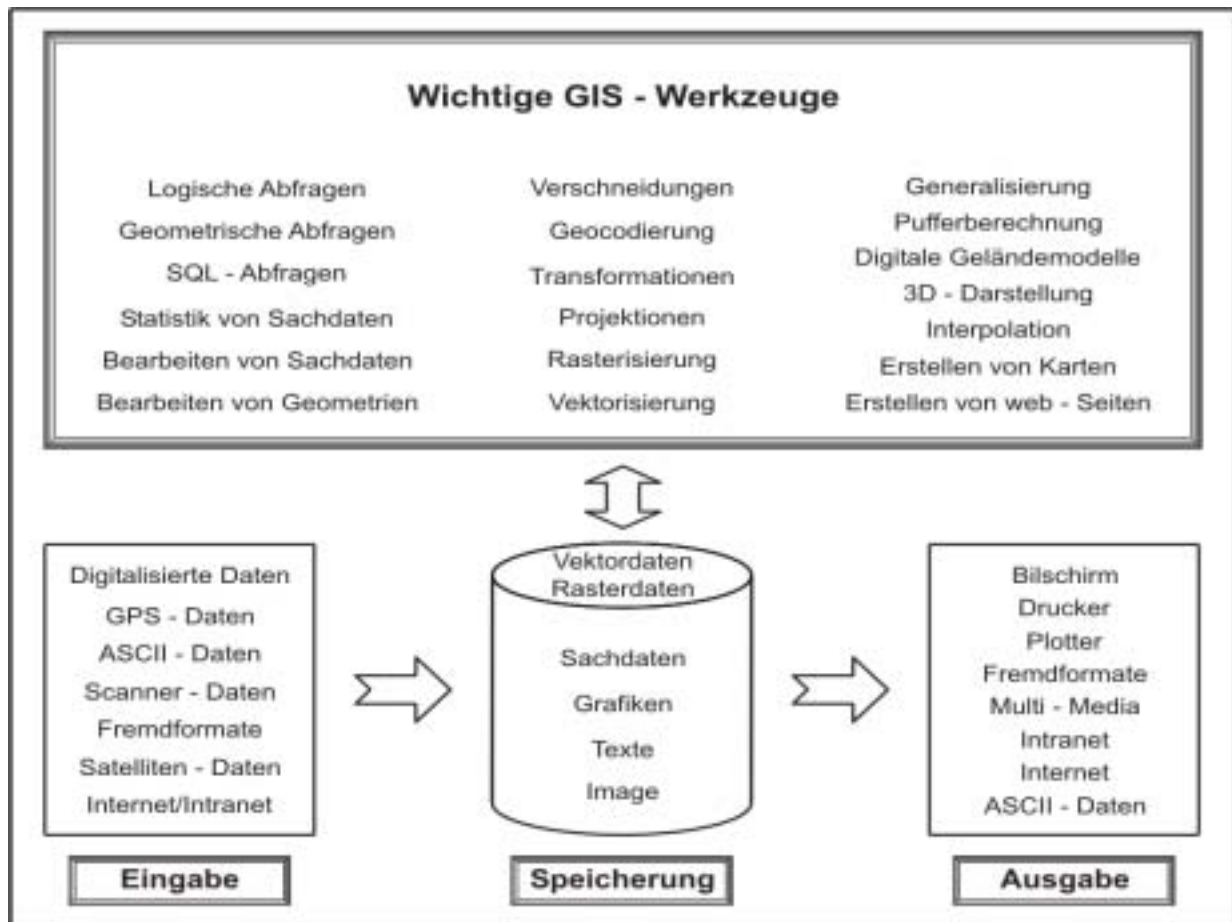 Wichtige GIS - Werkzeuge
Logische Abfragen
Geometrische Abfragen
SQL - Abfragen
Statistik von Sachdaten
Bearbeiten von Sachdaten
Bearbeiten von Geometrien
Verschneidungen
Geocodierung
Transformationen
Projektionen
Rasterisierung
Vektorisierung
Generalisierung
Pufferberechnung
Digitale Geländemodelle
3D - Darstellung
Interpolation
Erstellen von Karten
Erstellen von web - Seiten
Digitalisierte Daten
GPS - Daten
ASCII - Daten
Scanner - Daten
Fremdformate
Satelliten - Daten
Internet/Intranet
Eingabe
Vektordaten
Rasterdaten
Sachdaten
Grafiken
Texte
Image
Speicherung
Bilschirm
Drucker
Plotter
Fremdformate
Multi - Media
Intranet
Internet
ASCII - Daten
Ausgabe